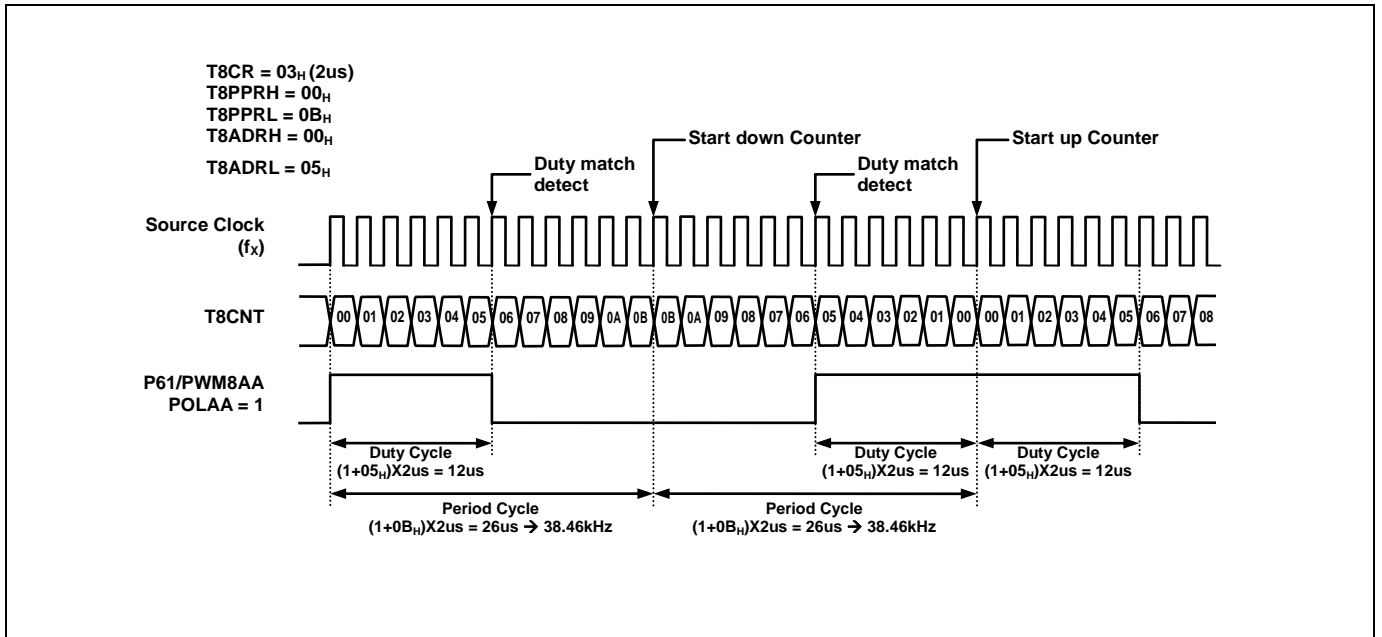 T8CR = 03H (2us)
T8PPRH = 00H
T8PPRL = 0BH
T8ADRH = 00H
T8ADRL = 05H
Start down Counter
Start up Counter
Duty match
detect
Duty match
detect
Source Clock
(fX)
T8CNT
00 01 02 03 04 05 06 07 08 09 0A 0B 0B 0A 09 08 07 06 05 04 03 02 01 00 00 01 02 03 04 05 06 07 08
P61/PWM8AA
POLAA = 1
Duty Cycle
(1+05H)X2us = 12us
Duty Cycle
(1+05H)X2us = 12us
Duty Cycle
(1+05H)X2us = 12us
Period Cycle
(1+0BH)X2us = 26us → 38.46kHz
Period Cycle
(1+0BH)X2us = 26us → 38.46kHz